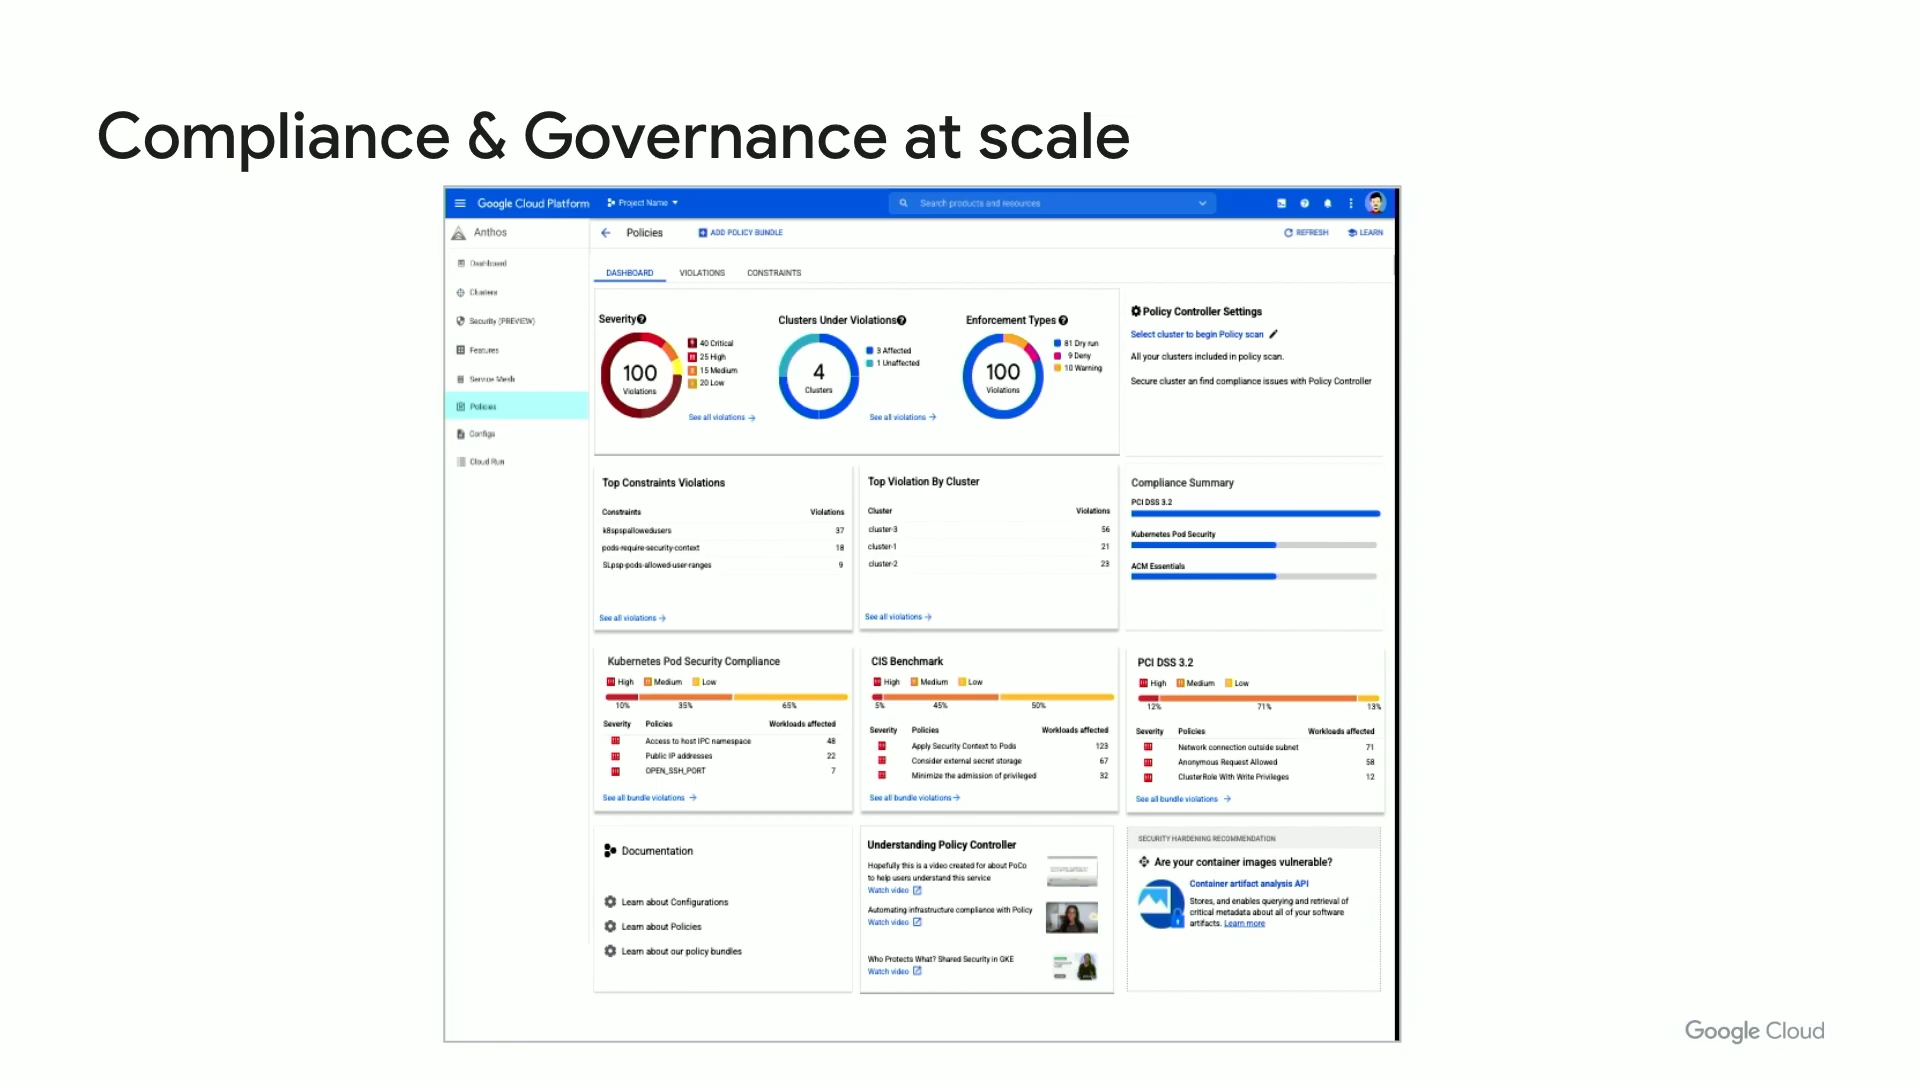 Compliance & Governance at scale
Google Cloud Platform
Project Name
Search products and resources
Anthos
Policies
ADD POLICY BUNDLE
REFRESH
LEARN
Dashboard
Clusters
Security (PREVIEW)
Features
Service Mesh
Policies
Configs
Cloud Run
DASHBOARD
VIOLATIONS
CONSTRAINTS
Severity
100
Violations
40 Critical
25 High
15 Medium
20 Low
See all violations
Clusters Under Violations
4
Clusters
3 Affected
1 Unaffected
See all violations
Enforcement Types
100
Violations
81 Dry run
9 Deny
10 Warning
Policy Controller Settings
Select cluster to begin Policy scan
All your clusters included in policy scan.
Secure cluster an find compliance issues with Policy Controller
Top Constraints Violations
Constraints Violations
k8spspallowedusers 37
pods-require-security-context 18
SLpsp-pods-allowed-user-ranges 9
See all violations
Top Violation By Cluster
Cluster Violations
cluster-3 56
cluster-1 21
cluster-2 23
See all violations
Compliance Summary
PCI DSS 3.2
Kubernetes Pod Security
ACM Essentials
Kubernetes Pod Security Compliance
High Medium Low
10% 35% 65%
Severity Policies Workloads affected
Access to host IPC namespace 48
Public IP addresses 22
OPEN_SSH_PORT 7
See all bundle violations
CIS Benchmark
High Medium Low
5% 45% 50%
Severity Policies Workloads affected
Apply Security Context to Pods 123
Consider external secret storage 67
Minimize the admission of privileged 32
See all bundle violations
PCI DSS 3.2
High Medium Low
12% 71% 13%
Severity Policies Workloads affected
Network connection outside subnet 71
Anonymous Request Allowed 58
ClusterRole With Write Privileges 12
See all bundle violations
Documentation
Learn about Configurations
Learn about Policies
Learn about our policy bundles
Understanding Policy Controller
Hopefully this is a video created for about PoCo
to help users understand this service
Watch video
Automating infrastructure compliance with Policy
Watch video
Who Protects What? Shared Security in GKE
Watch video
SECURITY HARDENING RECOMMENDATION
Are your container images vulnerable?
Container artifact analysis API
Stores, and enables querying and retrieval of
critical metadata about all of your software
artifacts. Learn more
Google Cloud